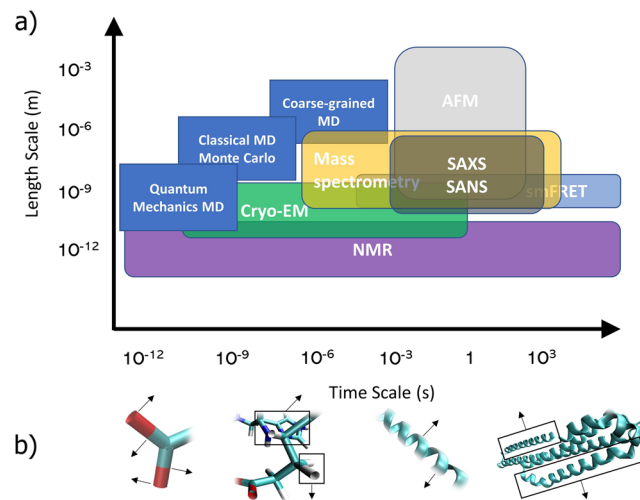 a)
Length Scale (m)
10-3
10-6
10-9
10-12
Coarse-grained
MD
AFM
Classical MD
Monte Carlo
Mass
spectrometry
SAXS
SANS
Quantum
Mechanics MD
smFRET
Cryo-EM
NMR
10-12
10-9
10-6
10-3
1
103
Time Scale (s)
b)